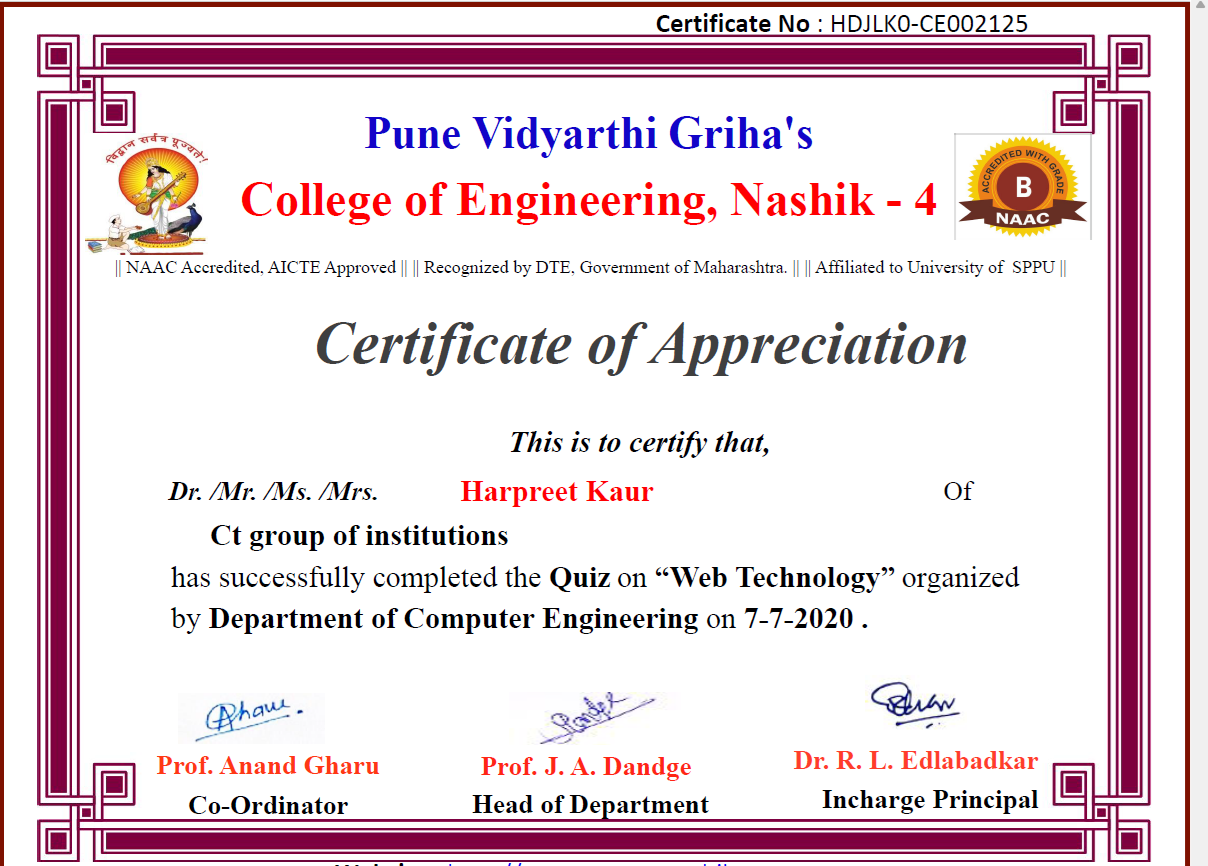 Certificate No : HDJLK0-CE002125
Pune Vidyarthi Griha's
College of Engineering, Nashik - 4
विद्वान सर्वत्र पूज्यते!
ACCREDITED WITH GRADE
B
NAAC
|| NAAC Accredited, AICTE Approved || || Recognized by DTE, Government of Maharashtra. || || Affiliated to University of SPPU ||
Certificate of Appreciation
This is to certify that,
Dr. /Mr. /Ms. /Mrs. Harpreet Kaur Of
Ct group of institutions
has successfully completed the Quiz on “Web Technology” organized
by Department of Computer Engineering on 7-7-2020 .
Prof. Anand Gharu Prof. J. A. Dandge Dr. R. L. Edlabadkar
Co-Ordinator Head of Department Incharge Principal